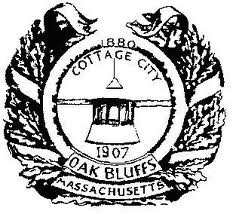 1880
COTTAGE CITY
1907
OAK BLUFFS
MASSACHUSETTS